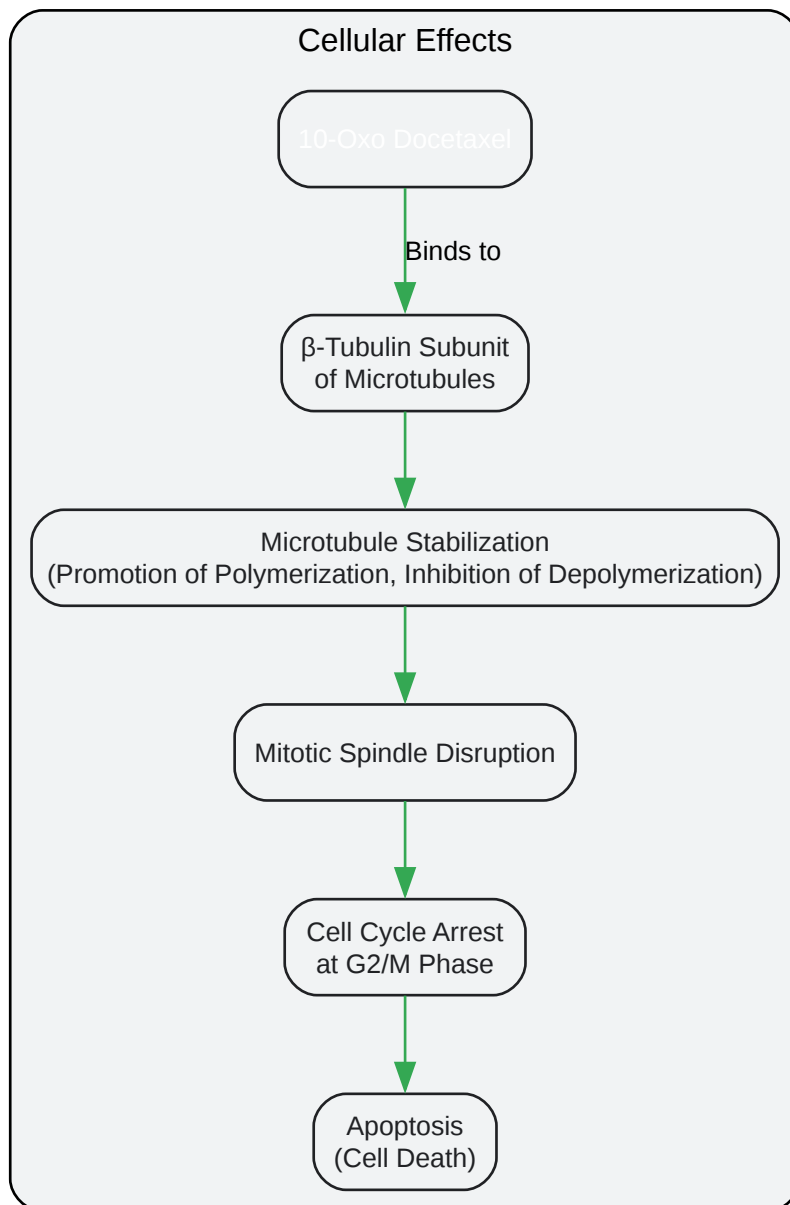 Cellular Effects
10-Oxo Docetaxel
Binds to
β-Tubulin Subunit
of Microtubules
Microtubule Stabilization
(Promotion of Polymerization, Inhibition of Depolymerization)
Mitotic Spindle Disruption
Cell Cycle Arrest
at G2/M Phase
Apoptosis
(Cell Death)